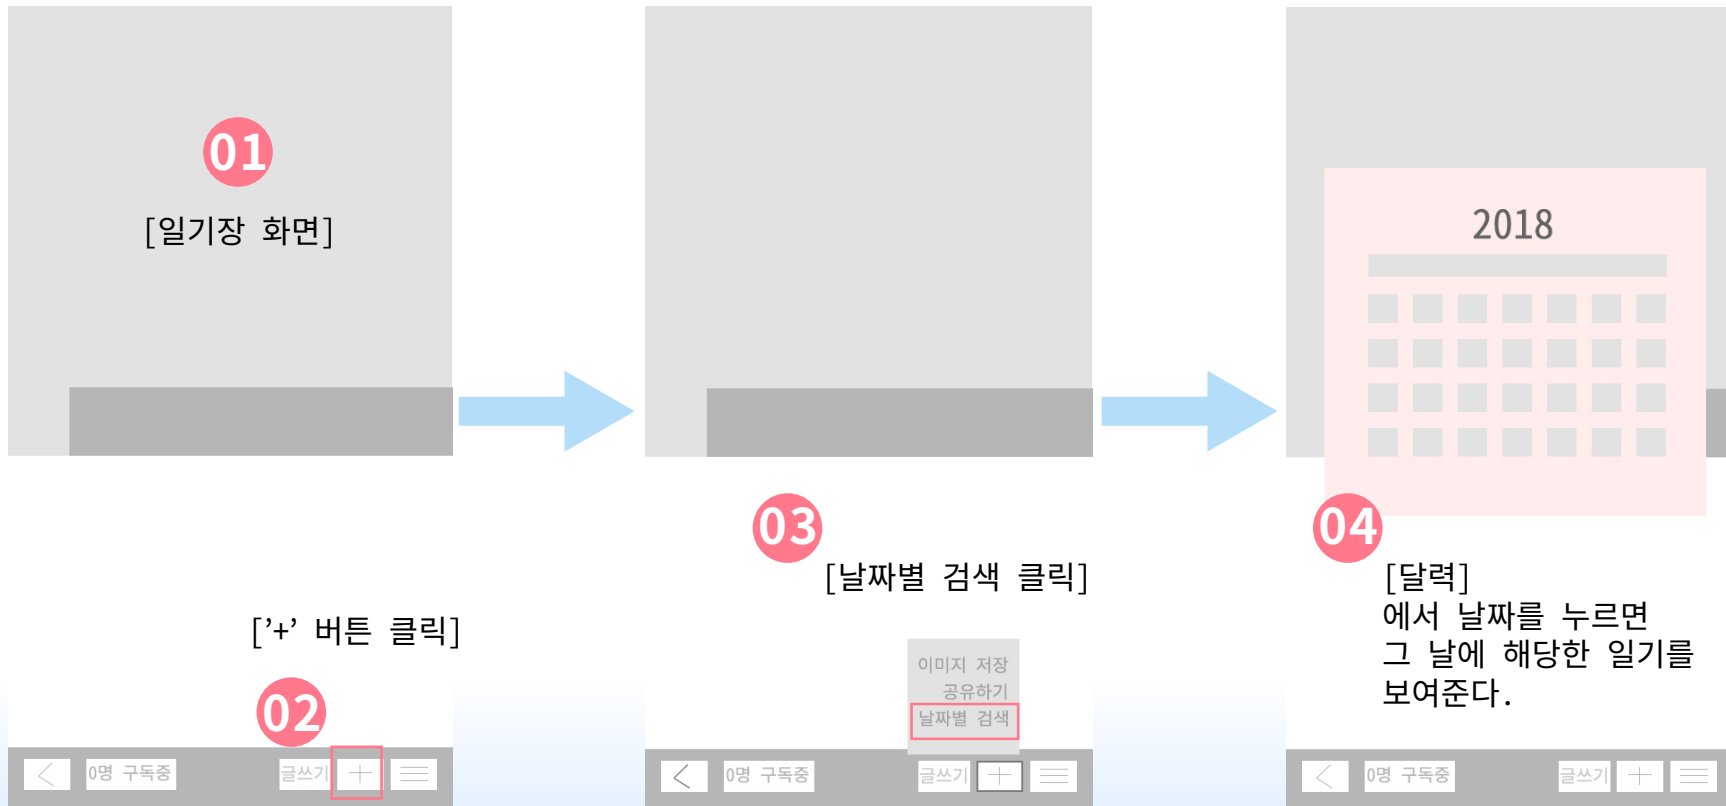 01
[일기장 화면]
['+’ 버튼 클릭]
02
0명 구독중
글쓰기
+
03
[날짜별 검색 클릭]
이미지 저장
공유하기
날짜별 검색
0명 구독중
글쓰기
+
2018
04
[달력]
에서 날짜를 누르면
그 날에 해당한 일기를
보여준다.
0명 구독중
글쓰기
+